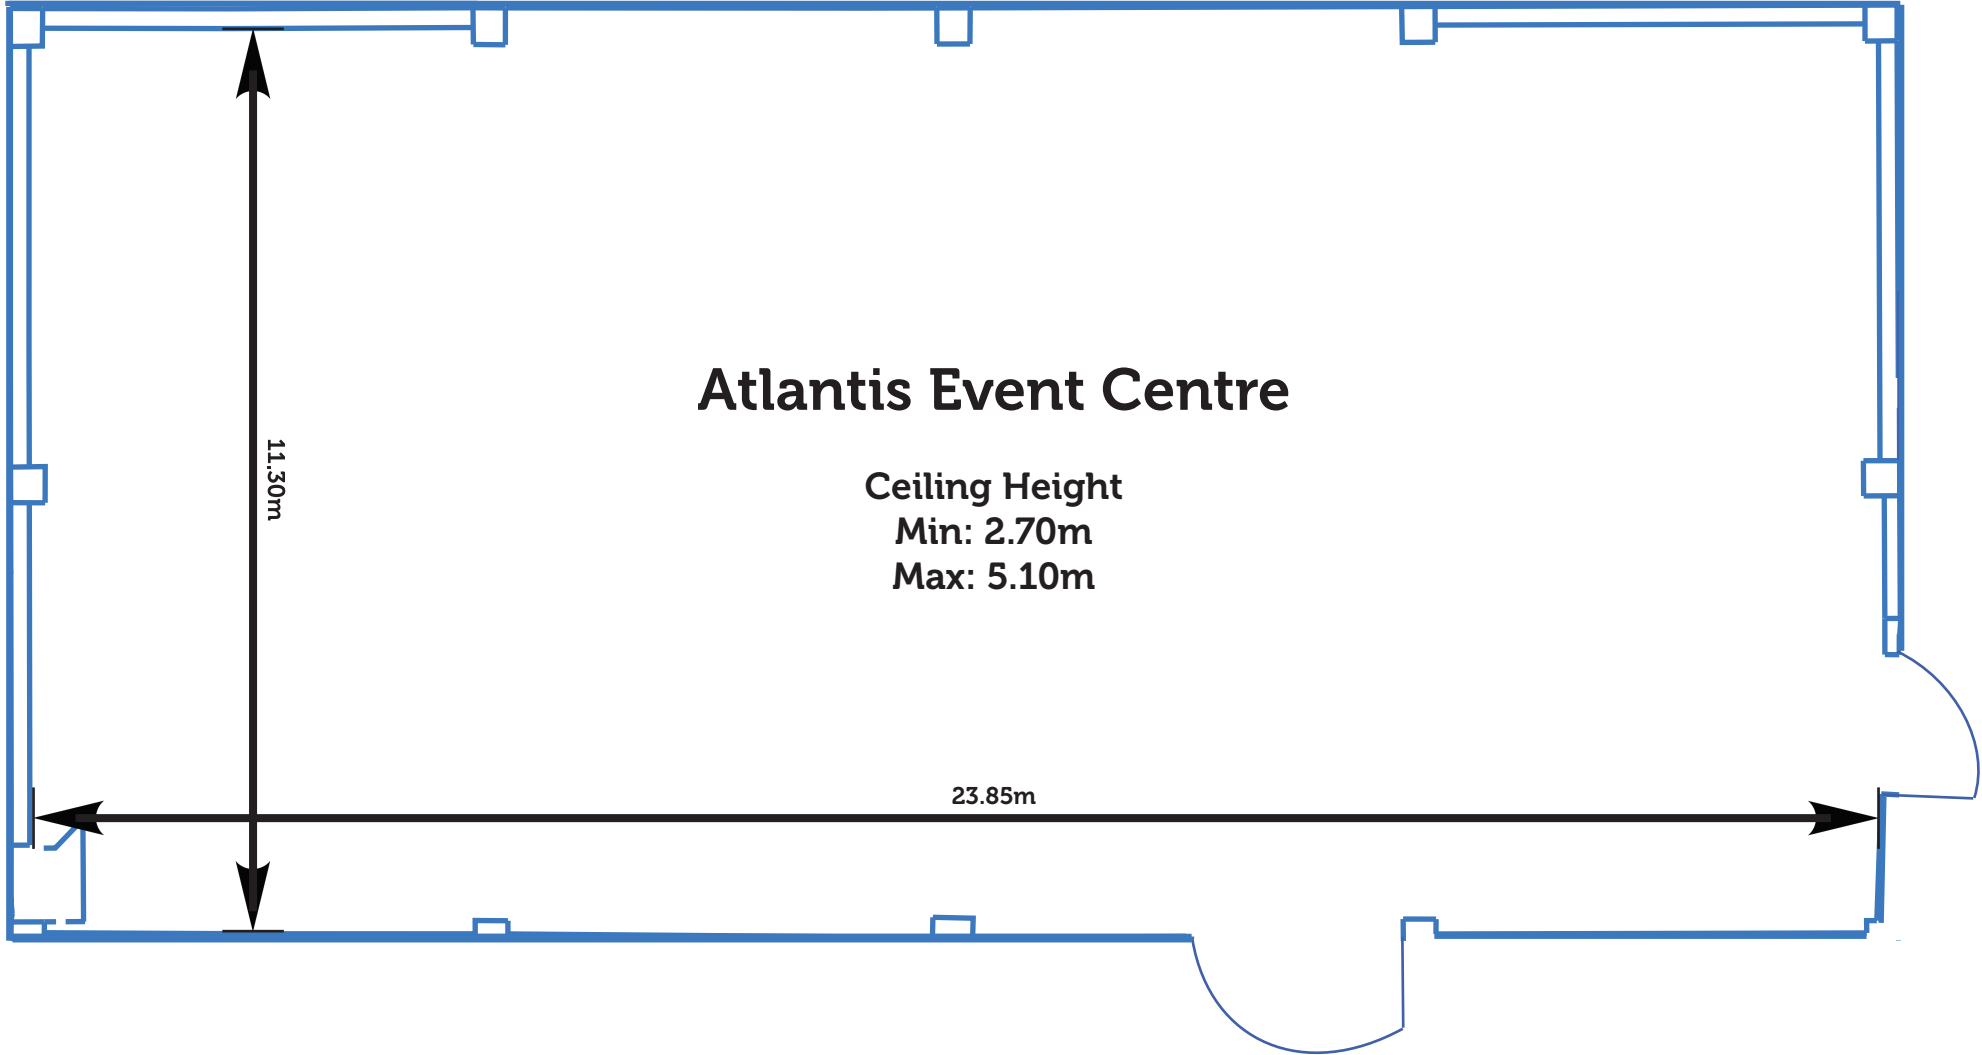 Atlantis Event Centre
Ceiling Height
Min: 2.70m
Max: 5.10m
11.30m
23.85m